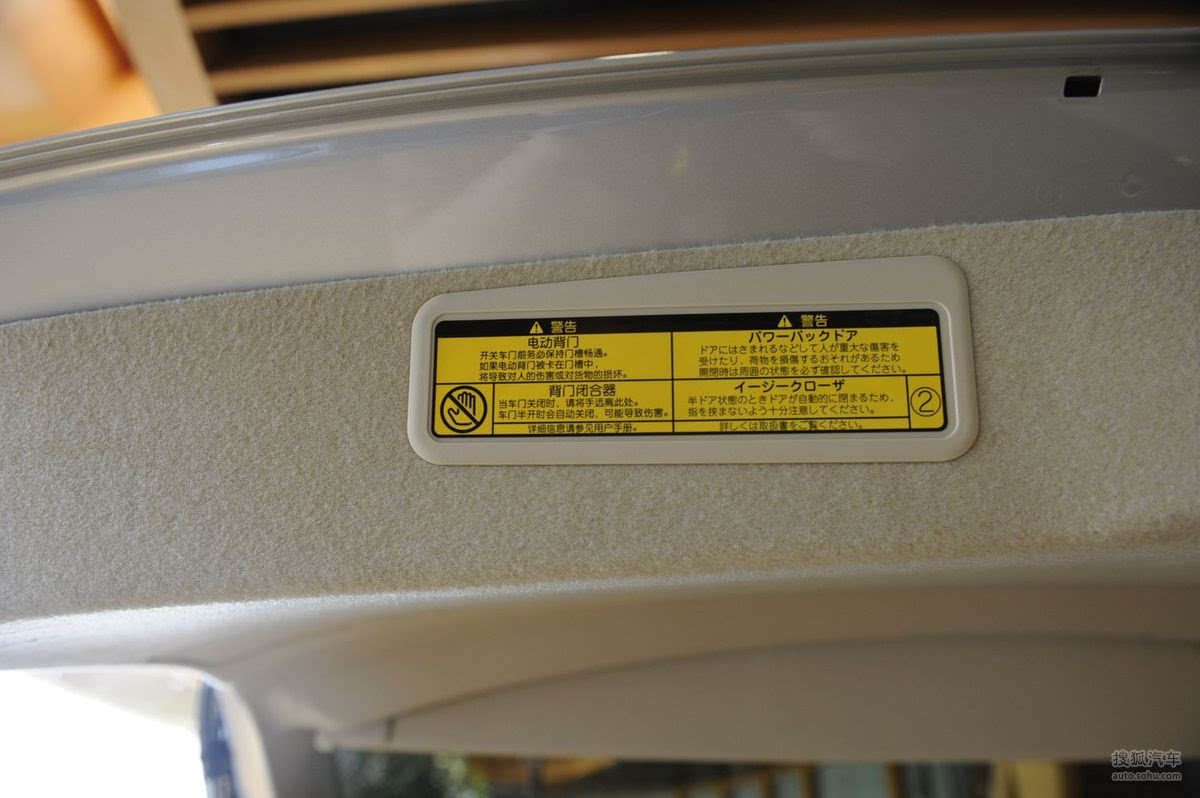 警告
电动背门
开关车门前务必保持门槽畅通。
如果电动背门被卡在门槽中，
将导致对人的伤害或对货物的损坏。
背门闭合器
当车门关闭时，请将手远离此处。
车门半开时会自动关闭，可能导致伤害。
详细信息请参见用户手册。
警告
パワーバックドア
ドアにはさまれるなどして人が重大な傷害を
受けたり、荷物を損傷するおそれがあるため
開閉時は周囲の状態を必ず確認してください。
イージークローザ
半ドア状態のときドアが自動的に閉まるため、
指を挟まないよう十分注意してください。
②
詳しくは取扱書をご覧ください。
搜狐汽车
auto.sohu.com